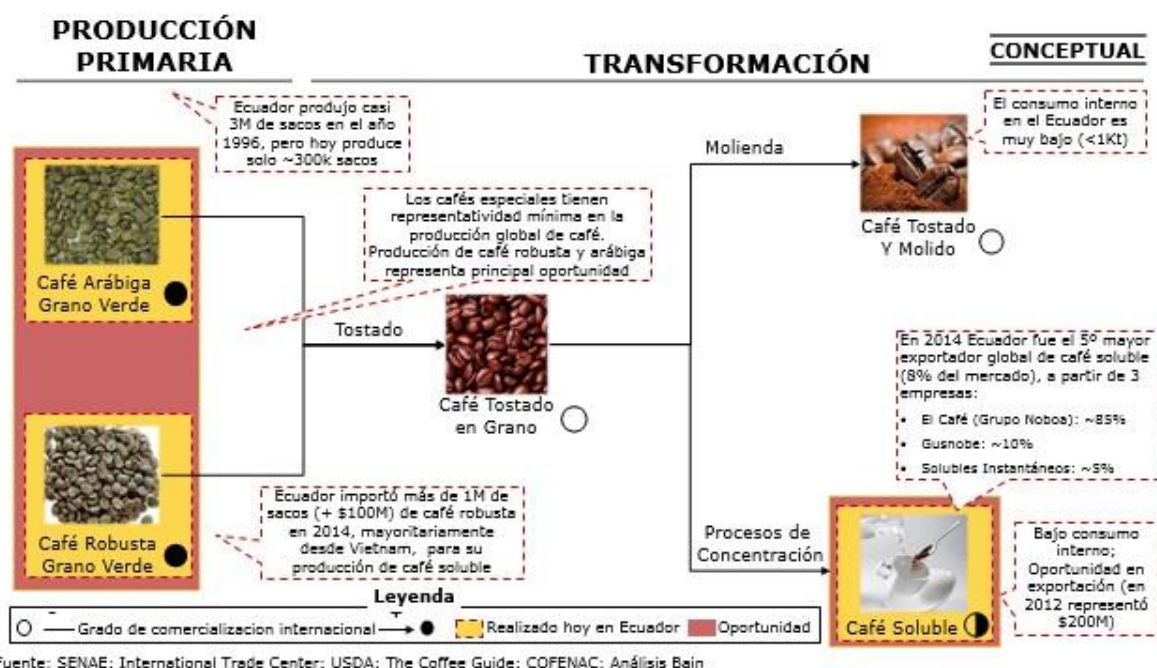 PRODUCCIÓN
PRIMARIA
TRANSFORMACIÓN
CONCEPTUAL
Ecuador produjo casi
3M de sacos en el año
1996, pero hoy produce
solo ~300k sacos
El consumo interno
en el Ecuador es
muy bajo (<1Kt)
Molienda
Café Tostado
Y Molido
Los cafés especiales tienen
representatividad mínima en la
producción global de café.
Producción de café robusta y arábiga
representa principal oportunidad
Café Arábiga
Grano Verde
Tostado
Café Tostado
en Grano
En 2014 Ecuador fue el 5º mayor
exportador global de café soluble
(8% del mercado), a partir de 3
empresas:
• El Café (Grupo Noboa): ~85%
• Gusnobe: ~10%
• Solubles Instantáneos: ~5%
Café Robusta
Grano Verde
Ecuador importó más de 1M de
sacos (+ $100M) de café robusta
en 2014, mayoritariamente
desde Vietnam, para su
producción de café soluble
Procesos de
Concentración
Café Soluble
Bajo consumo
interno;
Oportunidad en
exportación (en
2012 representó
$200M)
Leyenda
Grado de comercializacion internacional
Realizado hoy en Ecuador
Oportunidad
Fuente: SENAE; International Trade Center; USDA; The Coffee Guide; COFENAC; Análisis Bain